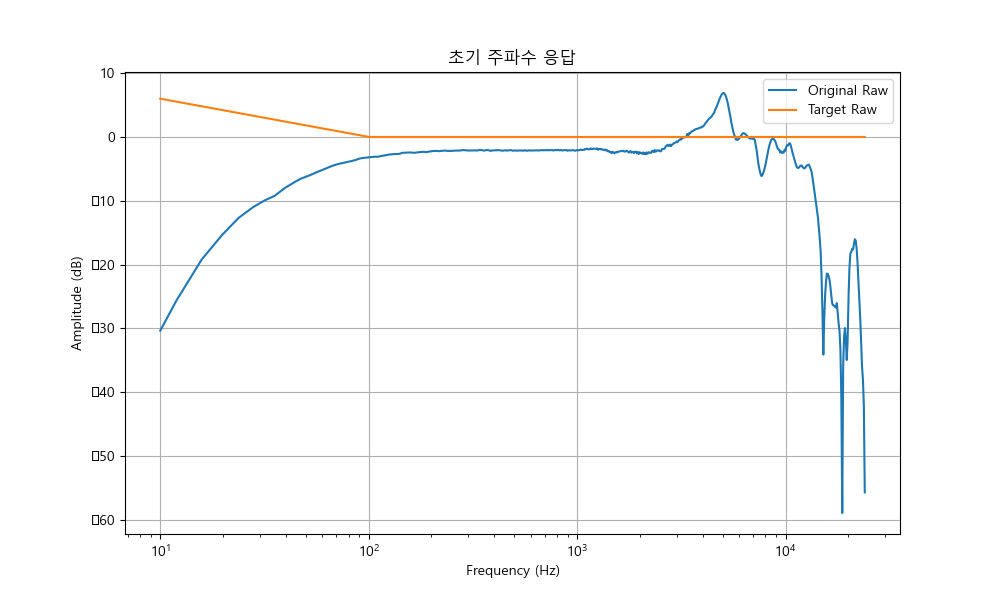 초기 주파수 응답
Original Raw
Target Raw
10
0
▯10
▯20
▯30
▯40
▯50
▯60
Amplitude (dB)
10¹ 10² 10³ 10⁴
Frequency (Hz)